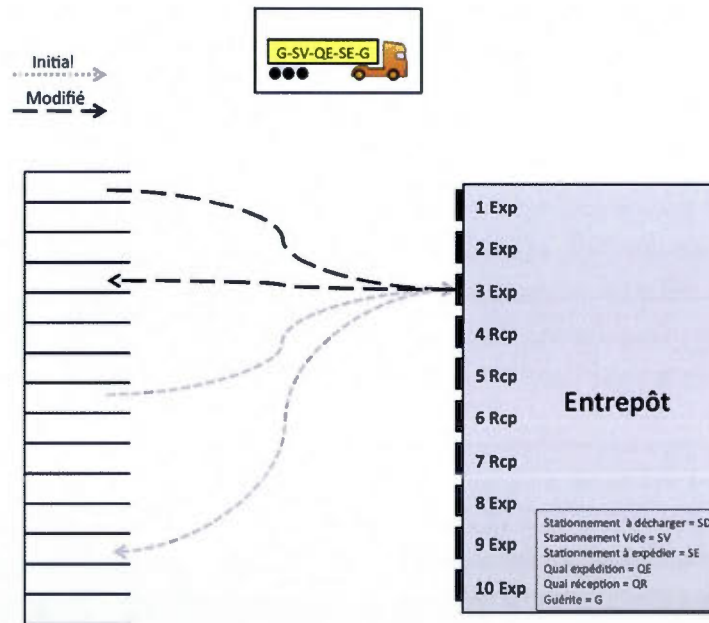 G-SV-QE-SE-G
Initial
Modifié
1 Exp
2 Exp
3 Exp
4 Rcp
5 Rcp
6 Rcp
7 Rcp
8 Exp
9 Exp
10 Exp
Entrepôt
Stationnement à décharger = SD
Stationnement Vide = SV
Stationnement à expédier = SE
Quai expédition = QE
Quai réception = QR
Guérite = G